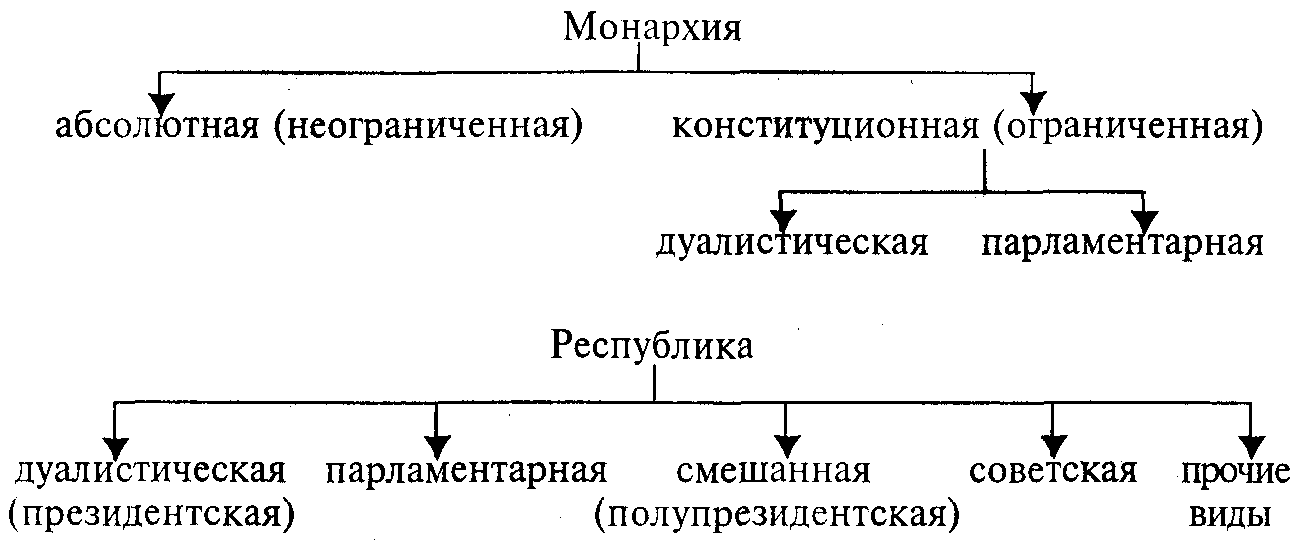 Монархия
абсолютная (неограниченная) конституционная (ограниченная)
дуалистическая парламентарная
Республика
дуалистическая парламентарная смешанная советская прочие
(президентская) (полупрезидентская) виды